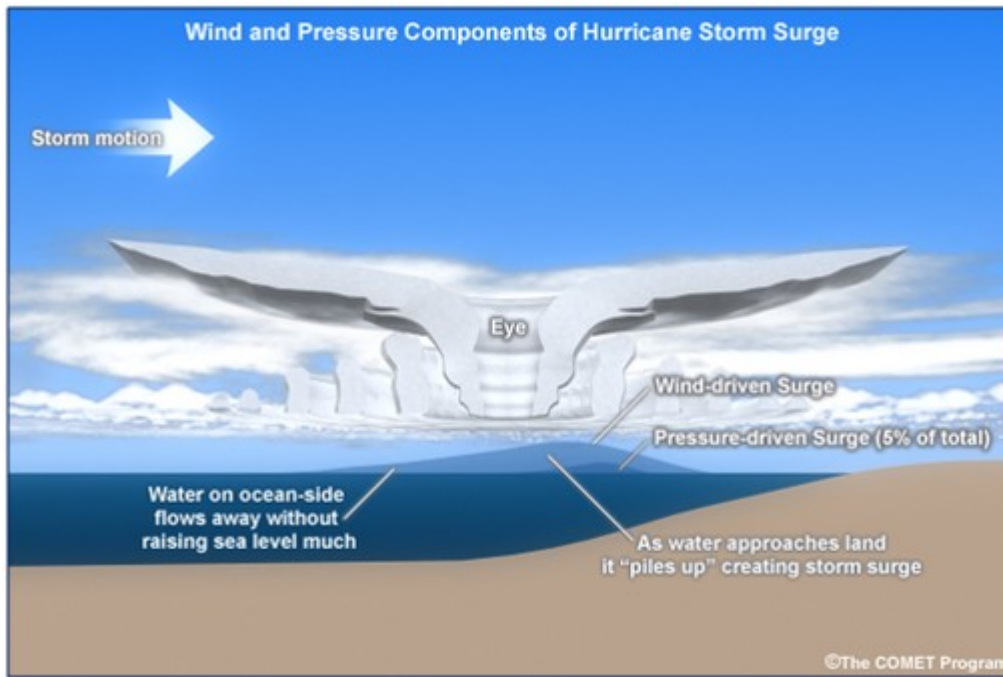 Wind and Pressure Components of Hurricane Storm Surge
Storm motion
Eye
Wind-driven Surge
Pressure-driven Surge (5% of total)
Water on ocean-side
flows away without
raising sea level much
As water approaches land
it “piles up” creating storm surge
©The COMET Program